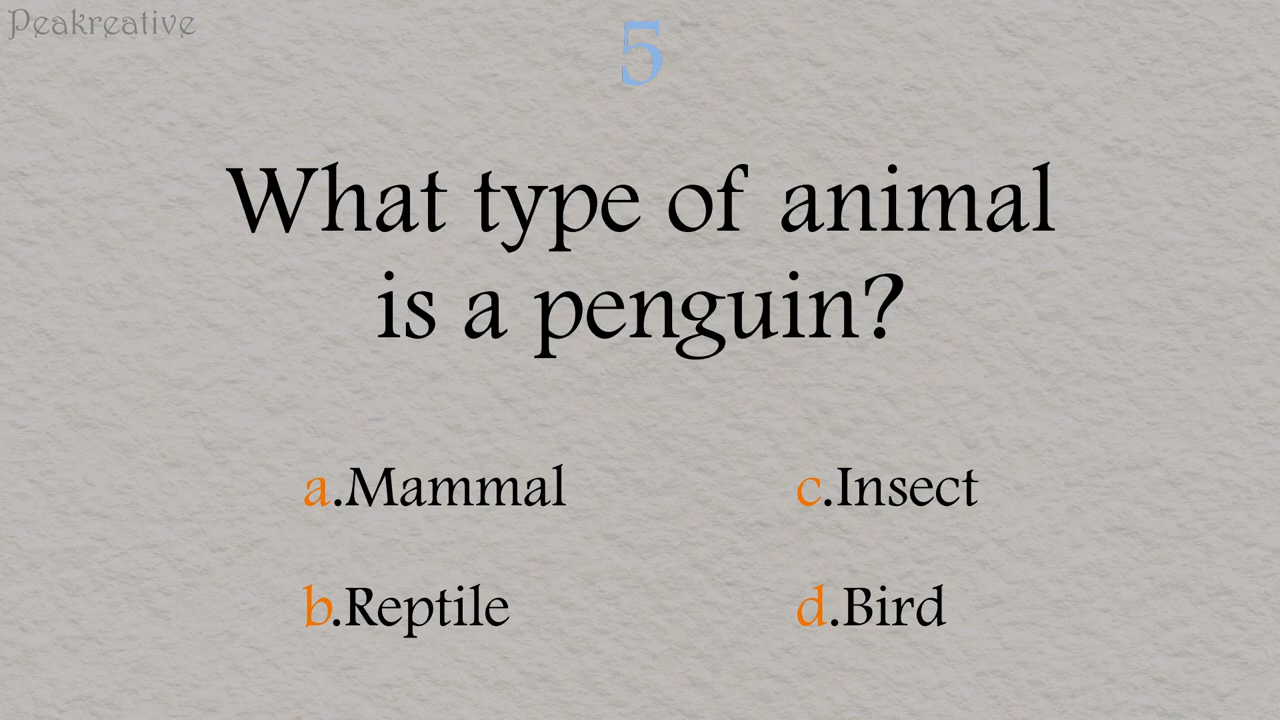 Peakreative
5
What type of animal
is a penguin?
a.Mammal
c.Insect
b.Reptile
d.Bird